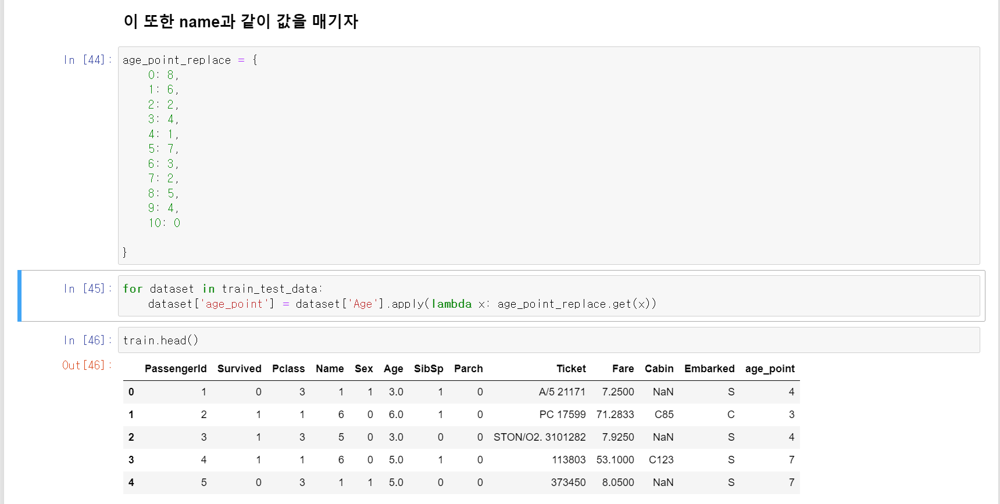 이 또한 name과 같이 값을 매기자
In [44]: age_point_replace = {
0: 8,
1: 6,
2: 2,
3: 4,
4: 1,
5: 7,
6: 3,
7: 2,
8: 5,
9: 4,
10: 0
}
In [45]: for dataset in train_test_data:
dataset['age_point'] = dataset['Age'].apply(lambda x: age_point_replace.get(x))
In [46]: train.head()
Out[46]:
PassengerId Survived Pclass Name Sex Age SibSp Parch Ticket Fare Cabin Embarked age_point
0 1 0 3 1 1 3.0 1 0 A/5 21171 7.2500 NaN S 4
1 2 1 1 6 0 6.0 1 0 PC 17599 71.2833 C85 C 3
2 3 1 3 5 0 3.0 0 0 STON/O2. 3101282 7.9250 NaN S 4
3 4 1 1 6 0 5.0 1 0 113803 53.1000 C123 S 7
4 5 0 3 1 1 5.0 0 0 373450 8.0500 NaN S 7